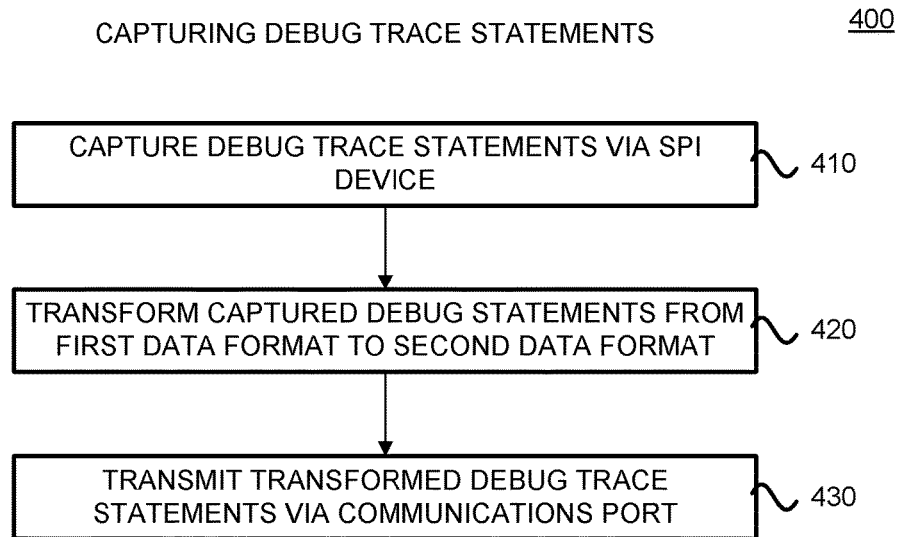 CAPTURING DEBUG TRACE STATEMENTS
400
CAPTURE DEBUG TRACE STATEMENTS VIA SPI
DEVICE
410
TRANSFORM CAPTURED DEBUG STATEMENTS FROM
FIRST DATA FORMAT TO SECOND DATA FORMAT
420
TRANSMIT TRANSFORMED DEBUG TRACE
STATEMENTS VIA COMMUNICATIONS PORT
430